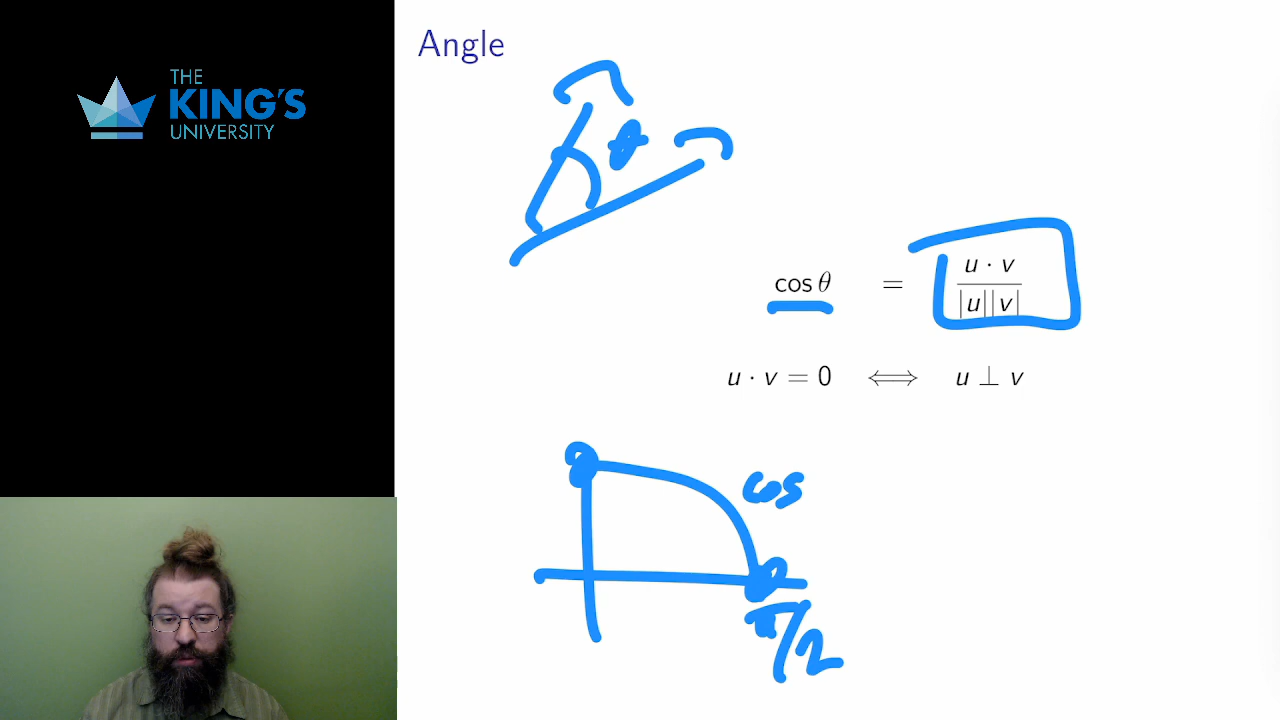 THE
KING'S
UNIVERSITY
Angle
θ
cos θ = u · v / |u||v|
u · v = 0 ⟺ u ⊥ v
cos
π/2